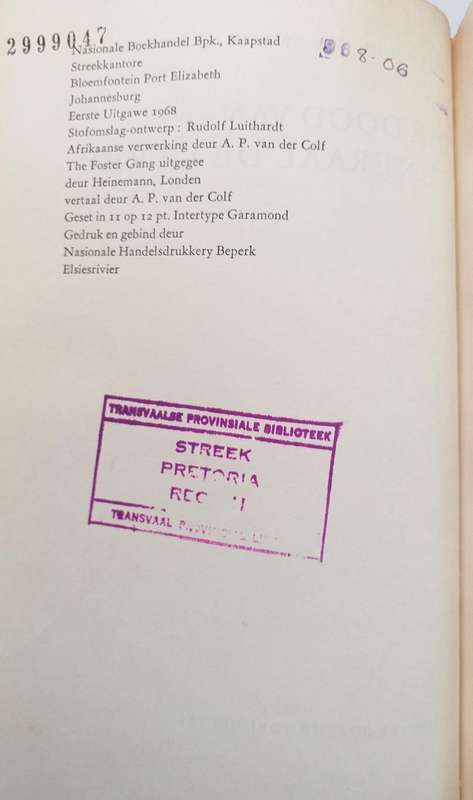 2999047
Nasionale Boekhandel Bpk., Kaapstad
Streekkantore
Bloemfontein Port Elizabeth
Johannesburg
Eerste Uitgawe 1968
Stofomslag-ontwerp: Rudolf Luithardt
Afrikaanse verwerking deur A. P. van der Colf
The Foster Gang uitgegee
deur Heinemann, Londen
vertaal deur A. P. van der Colf
Geset in 11 op 12 pt. Intertype Garamond
Gedruk en gebind deur
Nasionale Handelsdrukkery Beperk
Elsiesrivier
968.06
TRANSVAALSE PROVINSIALE BIBLIOTEEK
STREEK
PRETORIA
TRANSVAAL